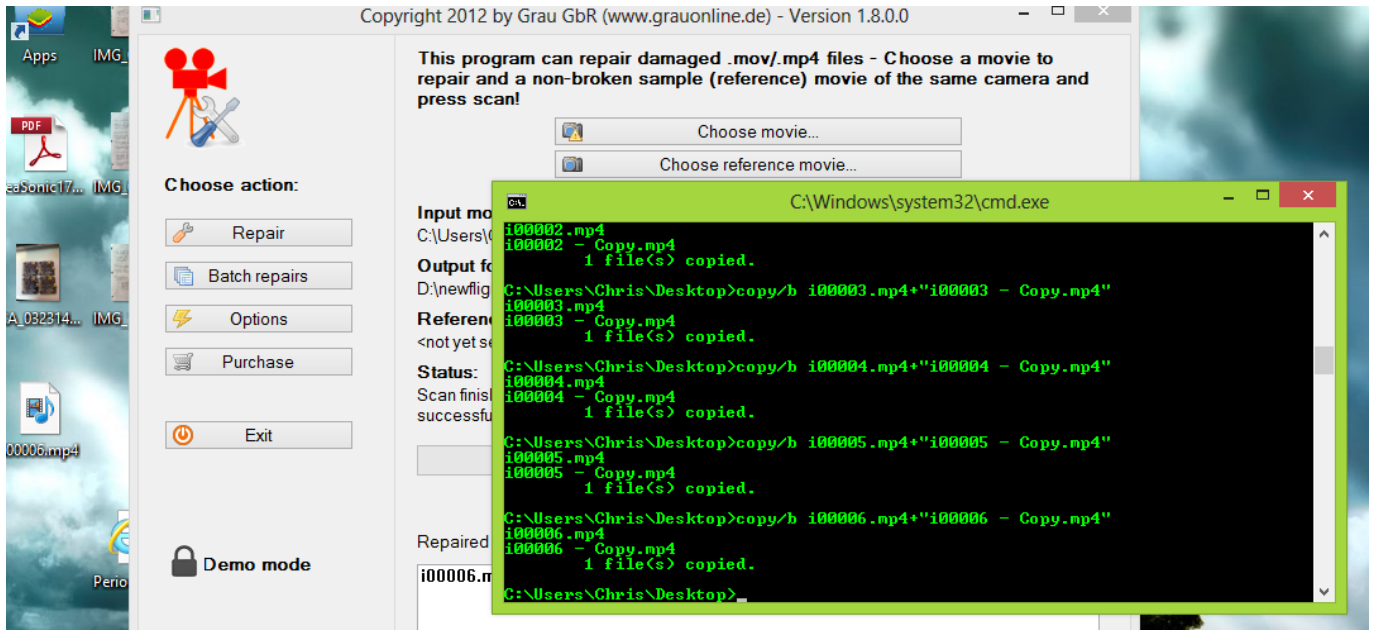 Apps
IMG_
PDF
easonic17... IMG_
A_032314... IMG_
00006.mp4
Perio
Copyright 2012 by Grau GbR (www.grauonline.de) - Version 1.8.0.0
This program can repair damaged .mov/.mp4 files - Choose a movie to
repair and a non-broken sample (reference) movie of the same camera and
press scan!
Choose movie...
Choose reference movie...
Choose action:
Repair
Batch repairs
Options
Purchase
Exit
Demo mode
Input mo
C:\Users\C
Output fo
D:\newflig
Referen
<not yet se
Status:
Scan finish
successfu
Repaired
i00006.m
C:\Windows\system32\cmd.exe
i00002.mp4
i00002 - Copy.mp4
1 file(s) copied.
C:\Users\Chris\Desktop>copy/b i00003.mp4+"i00003 - Copy.mp4"
i00003.mp4
i00003 - Copy.mp4
1 file(s) copied.
C:\Users\Chris\Desktop>copy/b i00004.mp4+"i00004 - Copy.mp4"
i00004.mp4
i00004 - Copy.mp4
1 file(s) copied.
C:\Users\Chris\Desktop>copy/b i00005.mp4+"i00005 - Copy.mp4"
i00005.mp4
i00005 - Copy.mp4
1 file(s) copied.
C:\Users\Chris\Desktop>copy/b i00006.mp4+"i00006 - Copy.mp4"
i00006.mp4
i00006 - Copy.mp4
1 file(s) copied.
C:\Users\Chris\Desktop>_